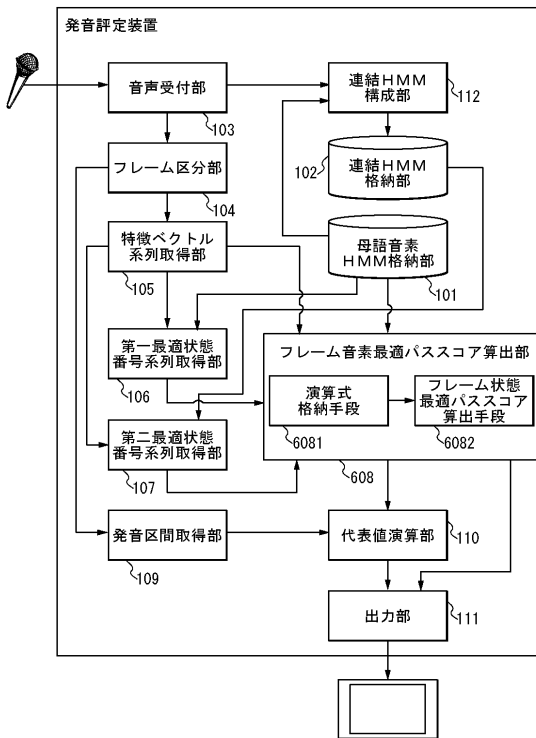 発音評定装置
音声受付部
103
連結HMM
構成部
112
フレーム区分部
104
連結HMM
格納部
102
特徴ベクトル
系列取得部
105
母語音素
HMM格納部
101
第一最適状態
番号系列取得部
106
フレーム音素最適パススコア算出部
演算式
格納手段
6081
フレーム状態
最適パススコア
算出手段
6082
608
第二最適状態
番号系列取得部
107
発音区間取得部
109
代表値演算部
110
出力部
111